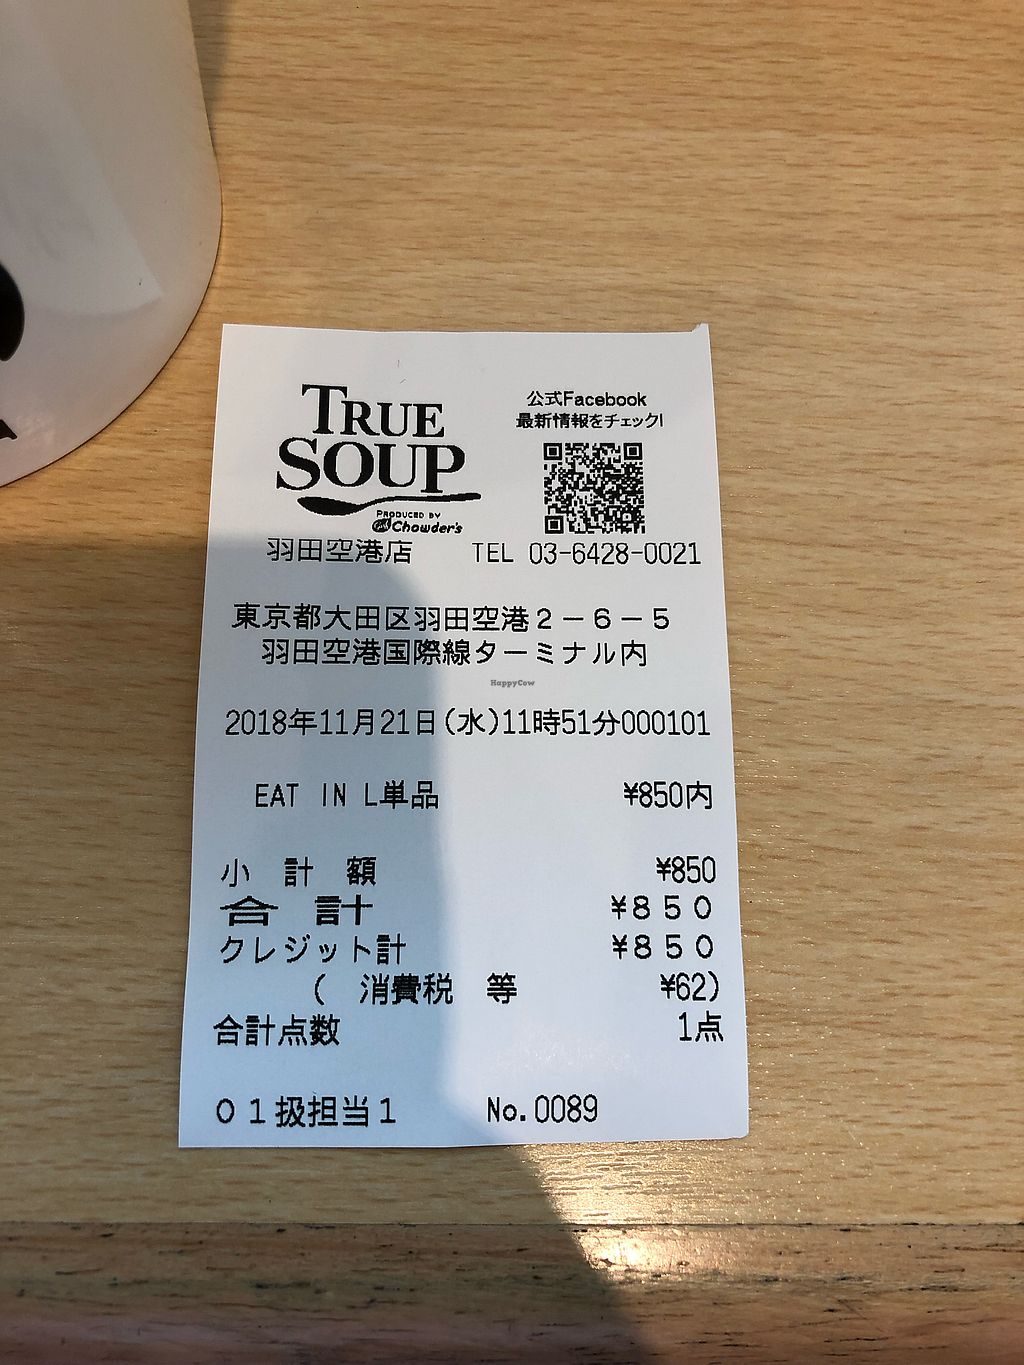 TRUE
SOUP
PRODUCED BY
Chowder's
公式Facebook
最新情報をチェック!
羽田空港店 TEL 03-6428-0021
東京都大田区羽田空港2-6-5
羽田空港国際線ターミナル内
HappyCow
2018年11月21日(水)11時51分000101
EAT IN L単品 ¥850内
小計額 ¥850
合計 ¥850
クレジット計 ¥850
( 消費税 等 ¥62)
合計点数 1点
01扱担当1 No.0089